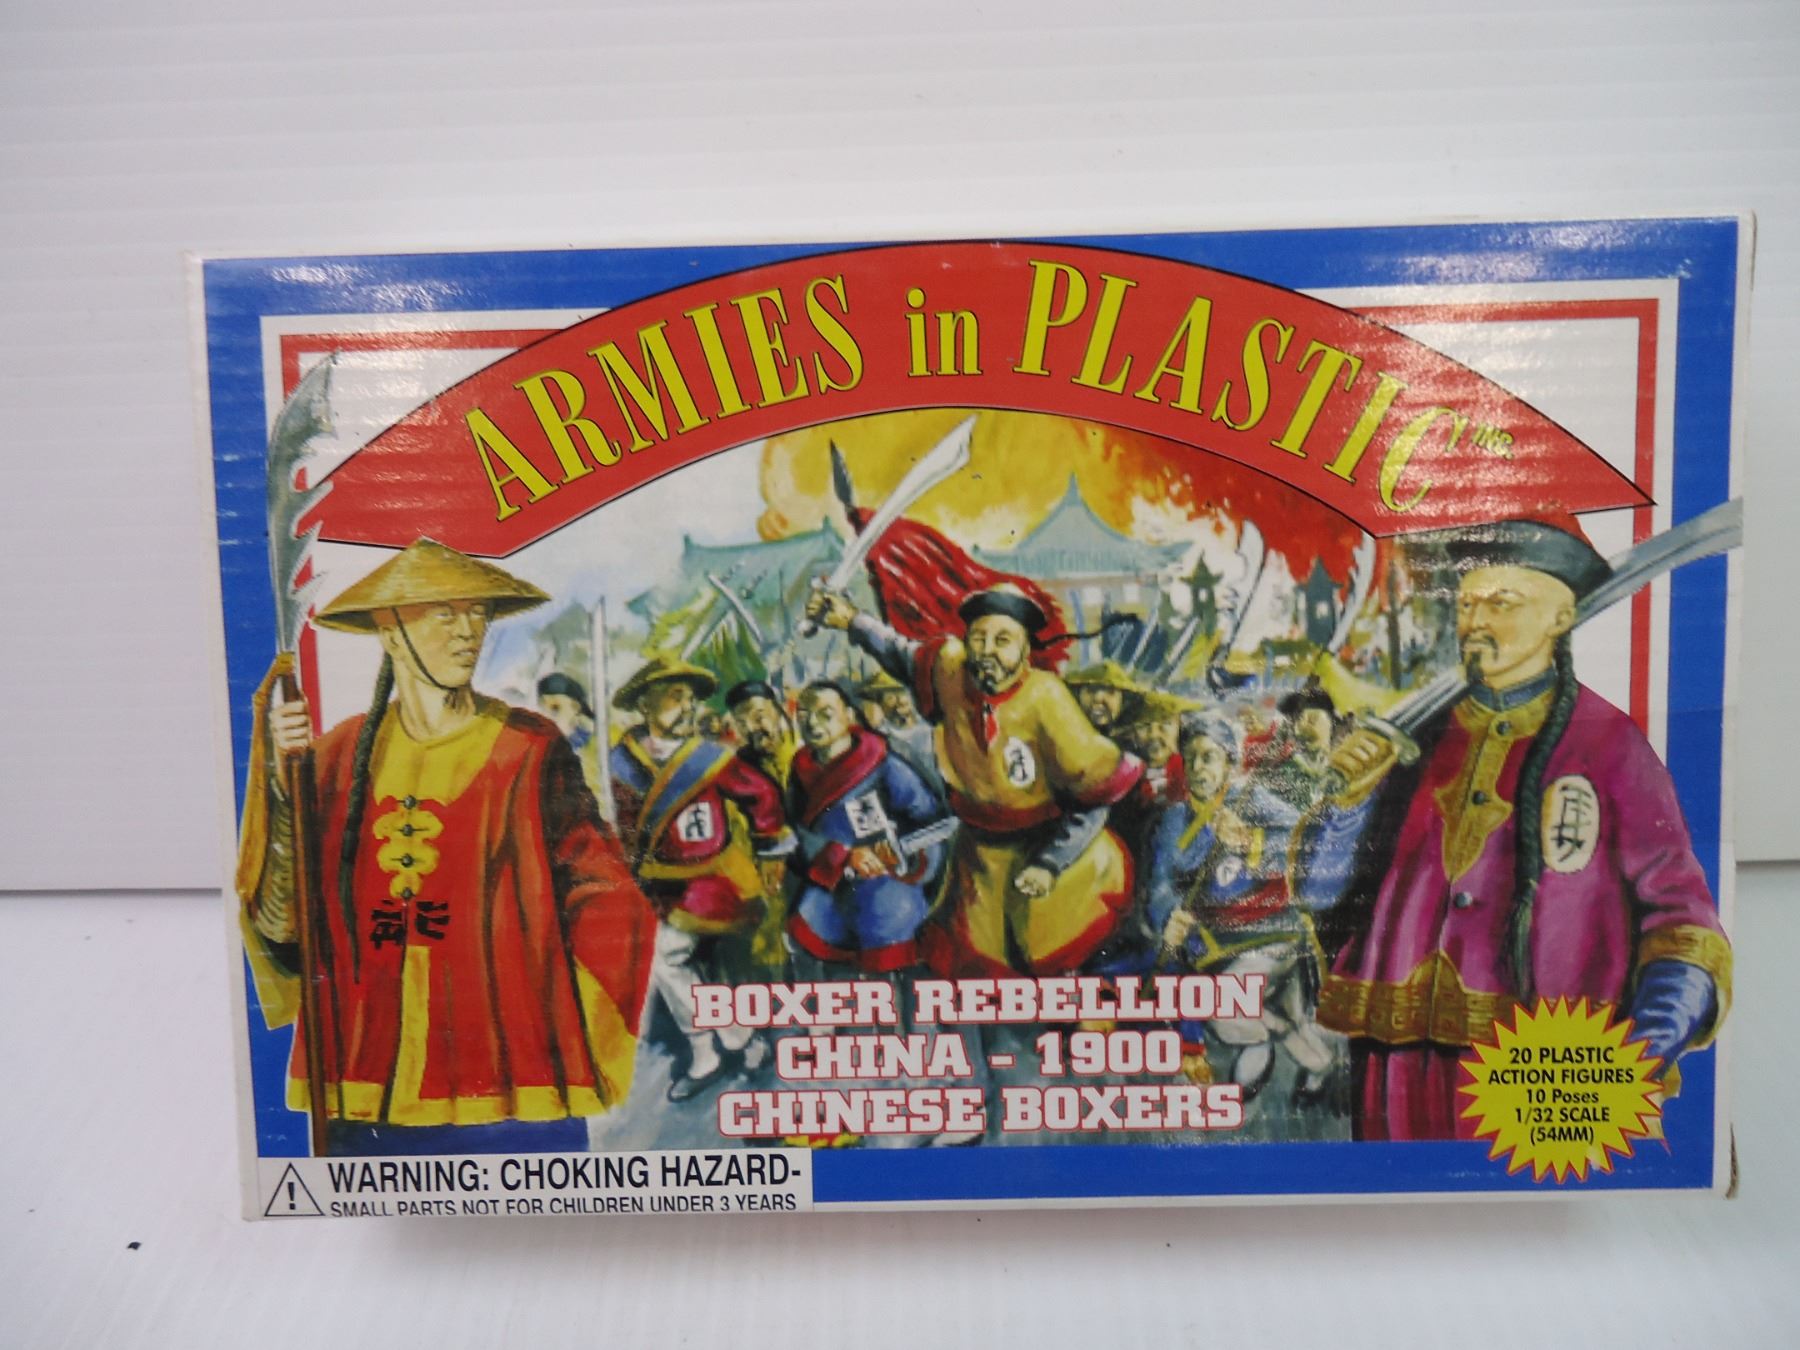 ARMIES in PLASTIC INC.
BOXER REBELLION
CHINA - 1900
CHINESE BOXERS
20 PLASTIC
ACTION FIGURES
10 Poses
1/32 SCALE
(54MM)
WARNING: CHOKING HAZARD-
SMALL PARTS NOT FOR CHILDREN UNDER 3 YEARS